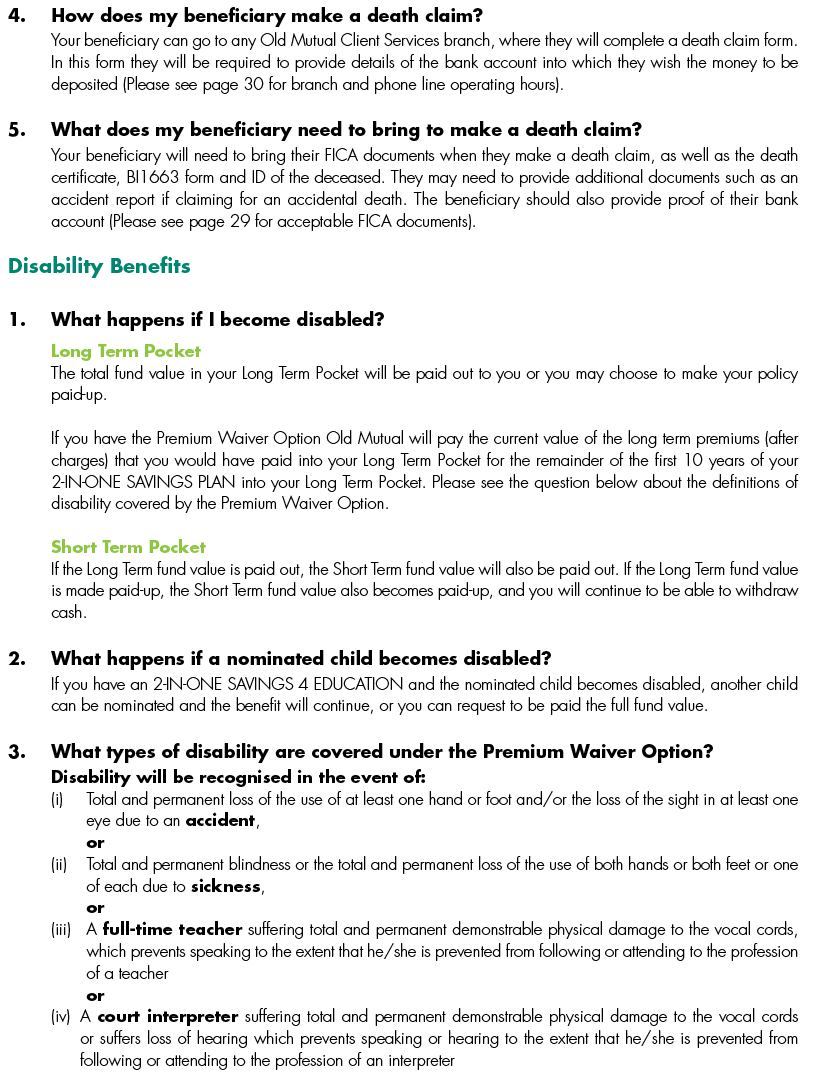 4. How does my beneficiary make a death claim?
Your beneficiary can go to any Old Mutual Client Services branch, where they will complete a death claim form.
In this form they will be required to provide details of the bank account into which they wish the money to be
deposited (Please see page 30 for branch and phone line operating hours).
5. What does my beneficiary need to bring to make a death claim?
Your beneficiary will need to bring their FICA documents when they make a death claim, as well as the death
certificate, BI1663 form and ID of the deceased. They may need to provide additional documents such as an
accident report if claiming for an accidental death. The beneficiary should also provide proof of their bank
account (Please see page 29 for acceptable FICA documents).
Disability Benefits
1. What happens if I become disabled?
Long Term Pocket
The total fund value in your Long Term Pocket will be paid out to you or you may choose to make your policy
paid-up.
If you have the Premium Waiver Option Old Mutual will pay the current value of the long term premiums (after
charges) that you would have paid into your Long Term Pocket for the remainder of the first 10 years of your
2-IN-ONE SAVINGS PLAN into your Long Term Pocket. Please see the question below about the definitions of
disability covered by the Premium Waiver Option.
Short Term Pocket
If the Long Term fund value is paid out, the Short Term fund value will also be paid out. If the Long Term fund value
is made paid-up, the Short Term fund value also becomes paid-up, and you will continue to be able to withdraw
cash.
2. What happens if a nominated child becomes disabled?
If you have an 2-IN-ONE SAVINGS 4 EDUCATION and the nominated child becomes disabled, another child
can be nominated and the benefit will continue, or you can request to be paid the full fund value.
3. What types of disability are covered under the Premium Waiver Option?
Disability will be recognised in the event of:
(i) Total and permanent loss of the use of at least one hand or foot and/or the loss of the sight in at least one
eye due to an accident,
or
(ii) Total and permanent blindness or the total and permanent loss of the use of both hands or both feet or one
of each due to sickness,
or
(iii) A full-time teacher suffering total and permanent demonstrable physical damage to the vocal cords,
which prevents speaking to the extent that he/she is prevented from following or attending to the profession
of a teacher
or
(iv) A court interpreter suffering total and permanent demonstrable physical damage to the vocal cords
or suffers loss of hearing which prevents speaking or hearing to the extent that he/she is prevented from
following or attending to the profession of an interpreter